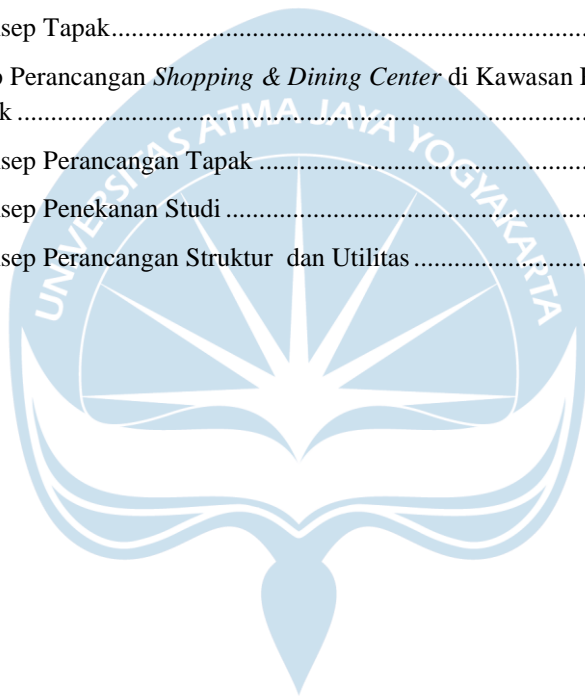 sep Tapak......................................................................
p Perancangan Shopping & Dining Center di Kawasan
k ..............................................................................................
sep Perancangan Tapak ..................................................
sep Penekanan Studi .......................................................
sep Perancangan Struktur dan Utilitas ...........................
UNIVERSITAS ATMA JAYA YOGYAKARTA